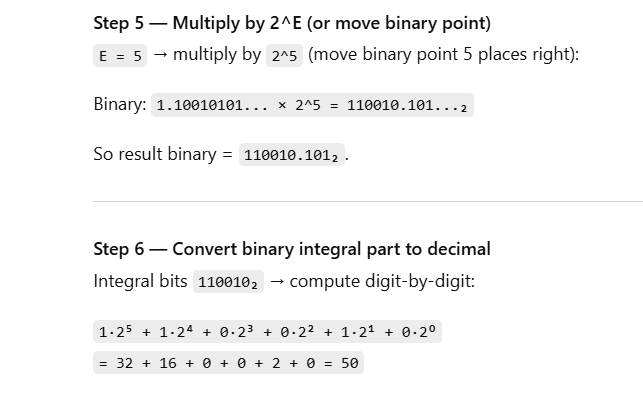 Step 5 — Multiply by 2^E (or move binary point)
E = 5 → multiply by 2^5 (move binary point 5 places right):
Binary: 1.10010101... × 2^5 = 110010.101...₂
So result binary = 110010.101₂.
Step 6 — Convert binary integral part to decimal
Integral bits 110010₂ → compute digit-by-digit:
1·2⁵ + 1·2⁴ + 0·2³ + 0·2² + 1·2¹ + 0·2⁰
= 32 + 16 + 0 + 0 + 2 + 0 = 50